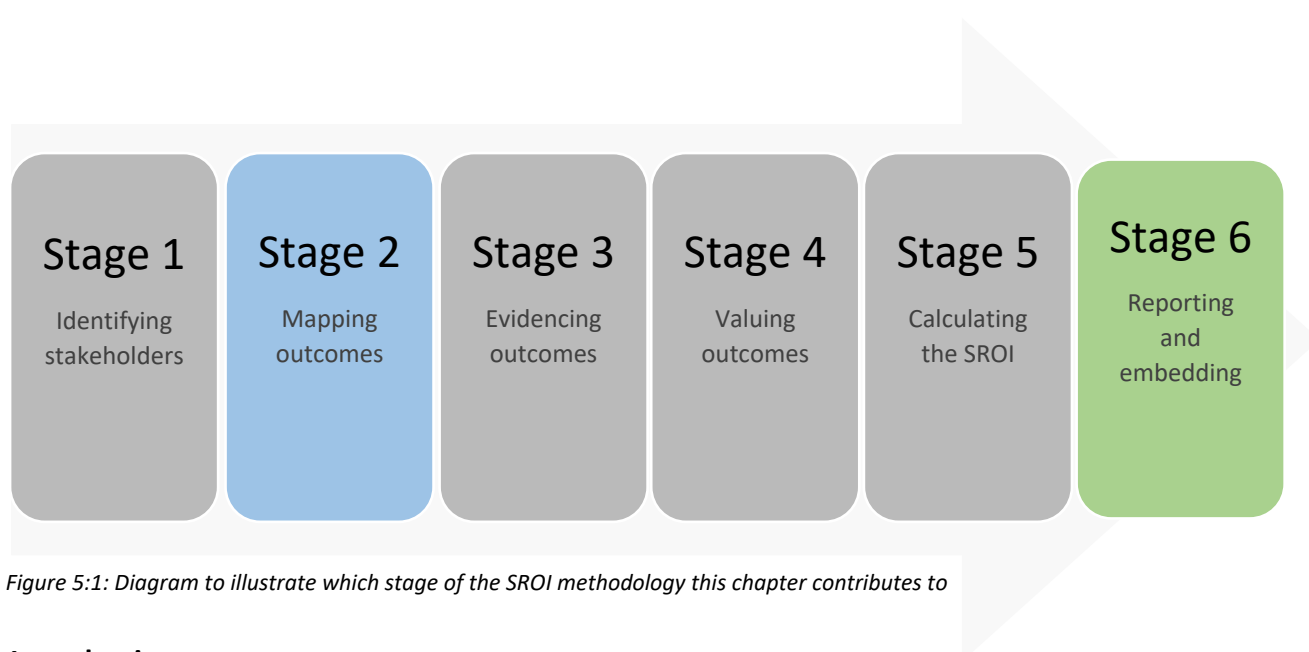 Stage 1
Identifying
stakeholders
Stage 2
Mapping
outcomes
Stage 3
Evidencing
outcomes
Stage 4
Valuing
outcomes
Stage 5
Calculating
the SROI
Stage 6
Reporting
and
embedding
Figure 5:1: Diagram to illustrate which stage of the SROI methodology this chapter contributes to